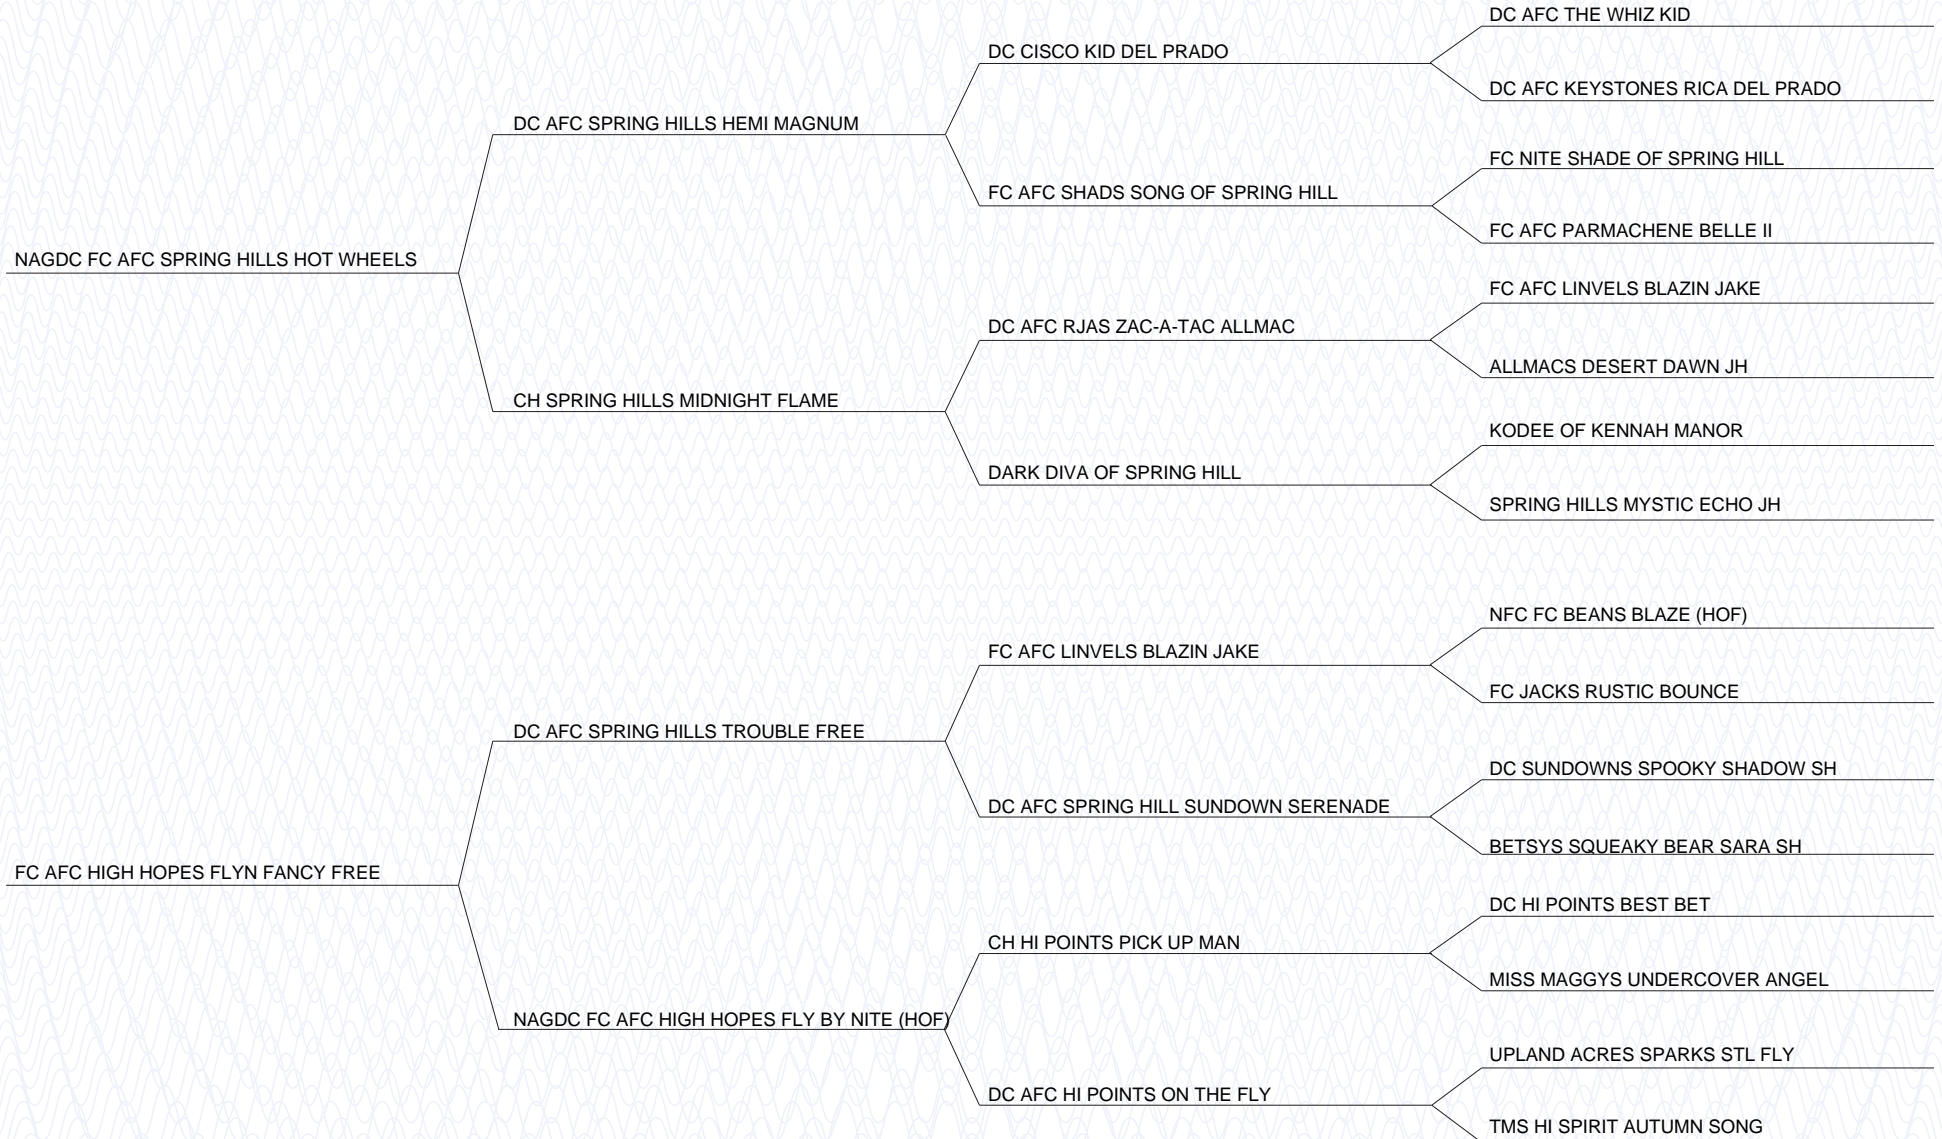 DC AFC THE WHIZ KID
DC CISCO KID DEL PRADO
DC AFC KEYSTONES RICA DEL PRADO
DC AFC SPRING HILLS HEMI MAGNUM
FC NITE SHADE OF SPRING HILL
FC AFC SHADS SONG OF SPRING HILL
FC AFC PARMACHENE BELLE II
NAGDC FC AFC SPRING HILLS HOT WHEELS
FC AFC LINVELS BLAZIN JAKE
DC AFC RJAS ZAC-A-TAC ALLMAC
ALLMACS DESERT DAWN JH
CH SPRING HILLS MIDNIGHT FLAME
KODEE OF KENNAH MANOR
DARK DIVA OF SPRING HILL
SPRING HILLS MYSTIC ECHO JH
NFC FC BEANS BLAZE (HOF)
FC AFC LINVELS BLAZIN JAKE
FC JACKS RUSTIC BOUNCE
DC AFC SPRING HILLS TROUBLE FREE
DC SUNDOWNS SPOOKY SHADOW SH
DC AFC SPRING HILL SUNDOWN SERENADE
BETSYS SQUEAKY BEAR SARA SH
FC AFC HIGH HOPES FLYN FANCY FREE
DC HI POINTS BEST BET
CH HI POINTS PICK UP MAN
MISS MAGGYS UNDERCOVER ANGEL
NAGDC FC AFC HIGH HOPES FLY BY NITE (HOF)
UPLAND ACRES SPARKS STL FLY
DC AFC HI POINTS ON THE FLY
TMS HI SPIRIT AUTUMN SONG